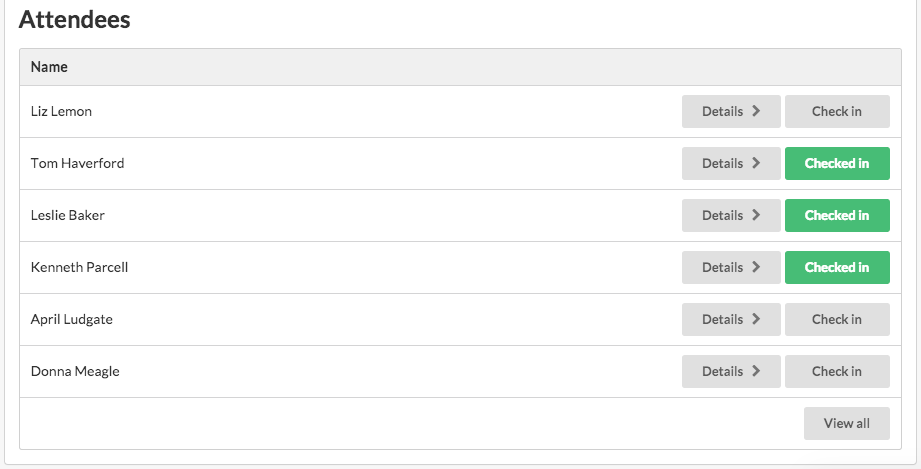 Attendees
Name
Liz Lemon Details Check in
Tom Haverford Details Checked in
Leslie Baker Details Checked in
Kenneth Parcell Details Checked in
April Ludgate Details Check in
Donna Meagle Details Check in
View all